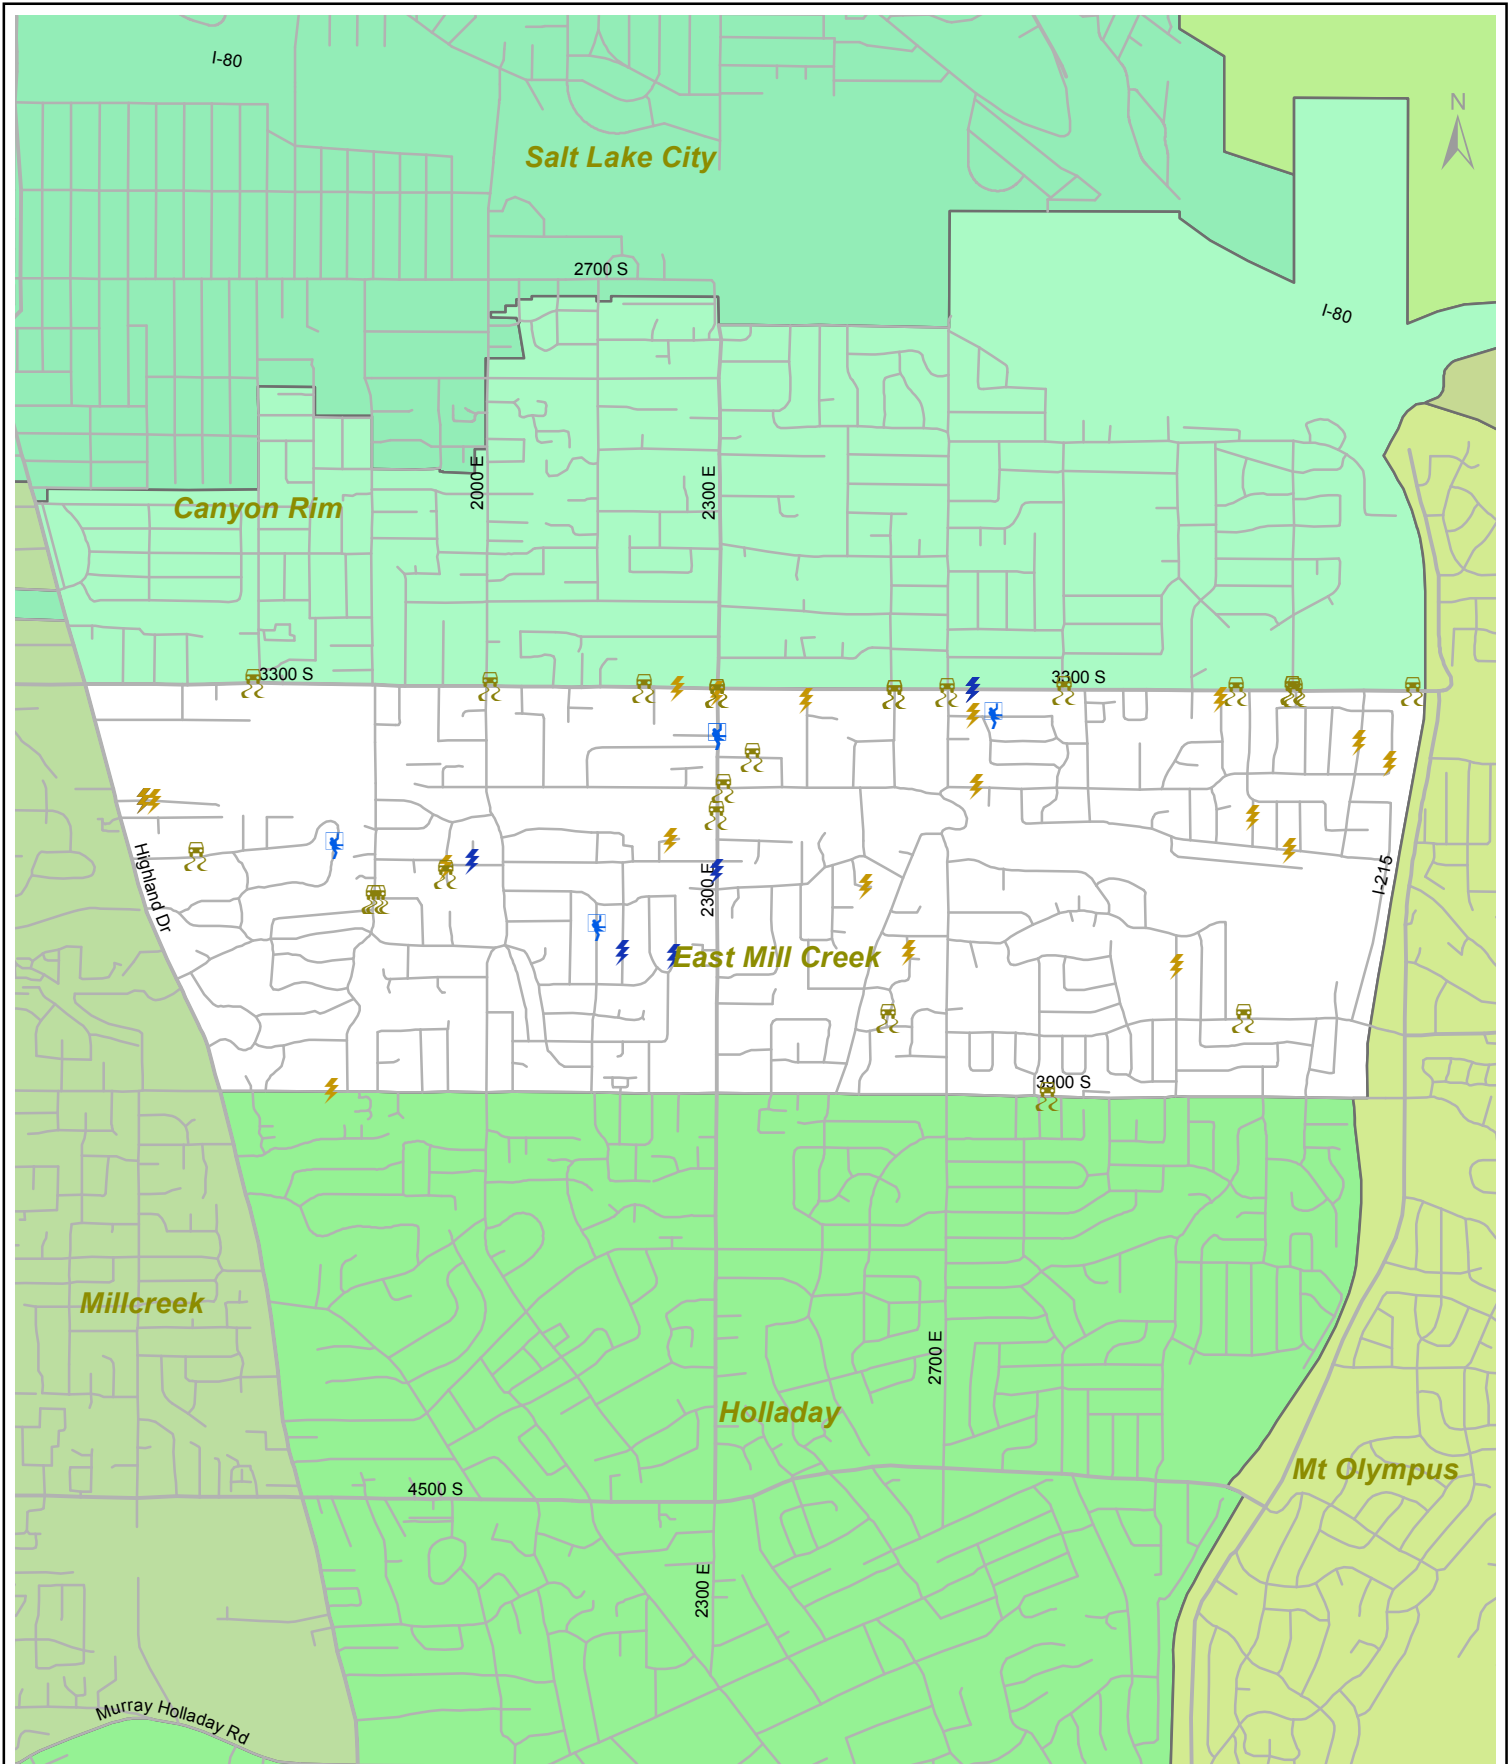 I-80
N
Salt Lake City
2700 S
I-80
2000 E
2300 E
Canyon Rim
3300 S
3300 S
Highland Dr
2300 E
I-215
East Mill Creek
3900 S
Millcreek
2700 E
Holladay
Mt Olympus
4500 S
2300 E
Murray Holladay Rd